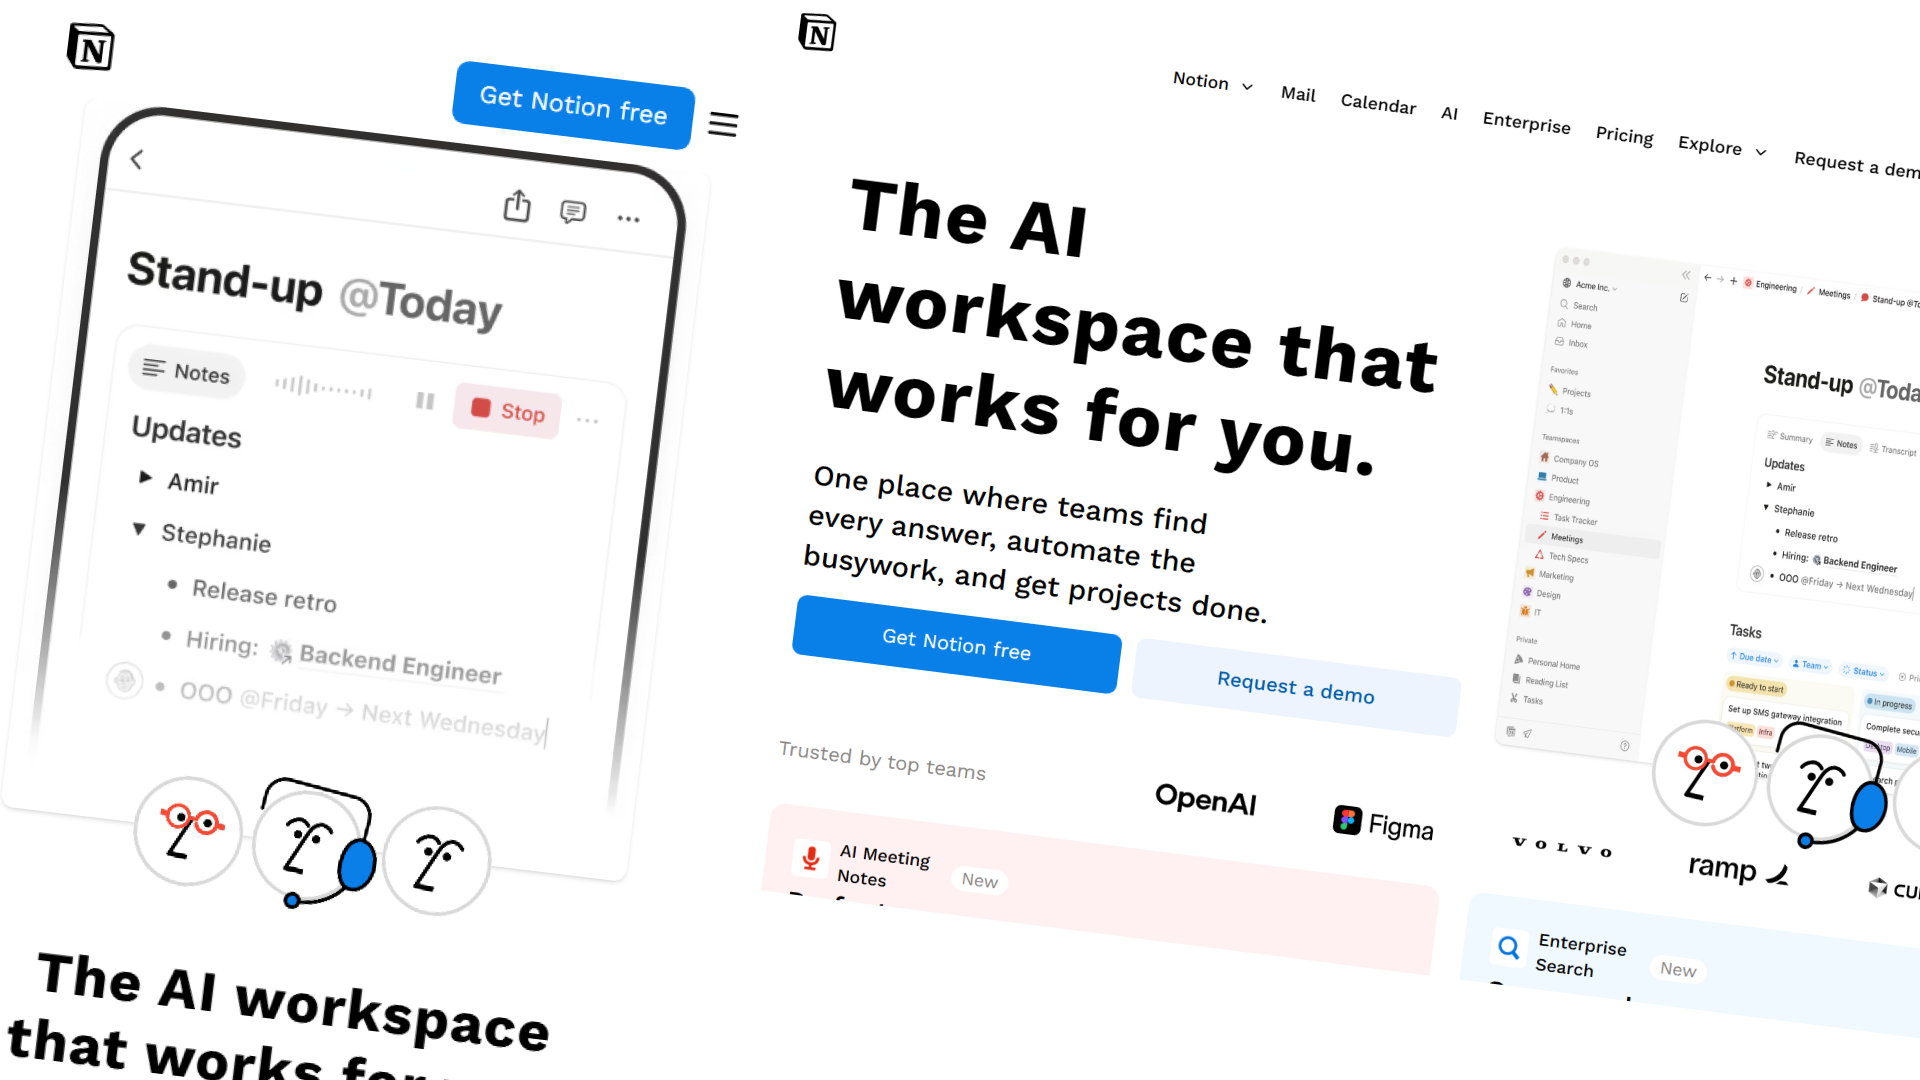 N
Get Notion free
Stand-up @Today
Notes
Stop
Updates
Amir
Stephanie
Release retro
Hiring: Backend Engineer
OOO @Friday → Next Wednesday
The AI workspace
that works for
N
Notion
Mail
Calendar
AI
Enterprise
Pricing
Explore
Request a dem
The AI
workspace that
works for you.
One place where teams find
every answer, automate the
busywork, and get projects done.
Get Notion free
Request a demo
Trusted by top teams
OpenAI
Figma
VOLVO
ramp
AI Meeting
Notes
New
Enterprise
Search
New
Acme Inc.
Search
Home
Inbox
Favorites
Projects
1:1s
Teamspaces
Company OS
Product
Engineering
Task Tracker
Meetings
Tech Specs
Marketing
Design
IT
Private
Personal Home
Reading List
Tasks
Engineering / Meetings / Stand-up @To
Stand-up @Toda
Summary
Notes
Transcript
Updates
Amir
Stephanie
Release retro
Hiring: Backend Engineer
OOO @Friday → Next Wednesday
Tasks
Due date
Team
Status
Ready to start
In progress
Set up SMS gateway integration
Infra
Complete secu
Mobile